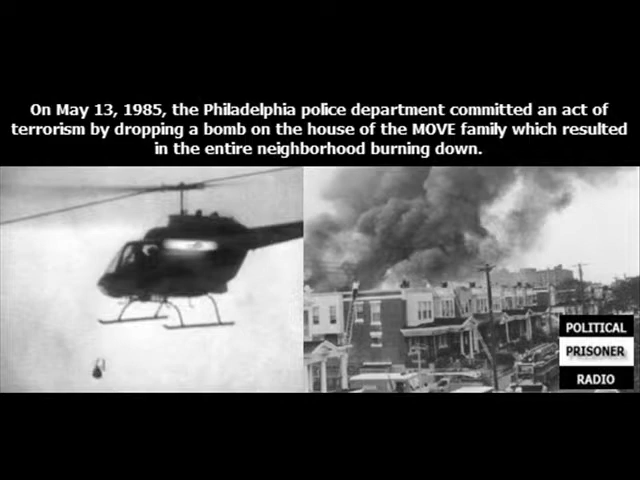 On May 13, 1985, the Philadelphia police department committed an act of
terrorism by dropping a bomb on the house of the MOVE family which resulted
in the entire neighborhood burning down.
POLITICAL
PRISONER
RADIO